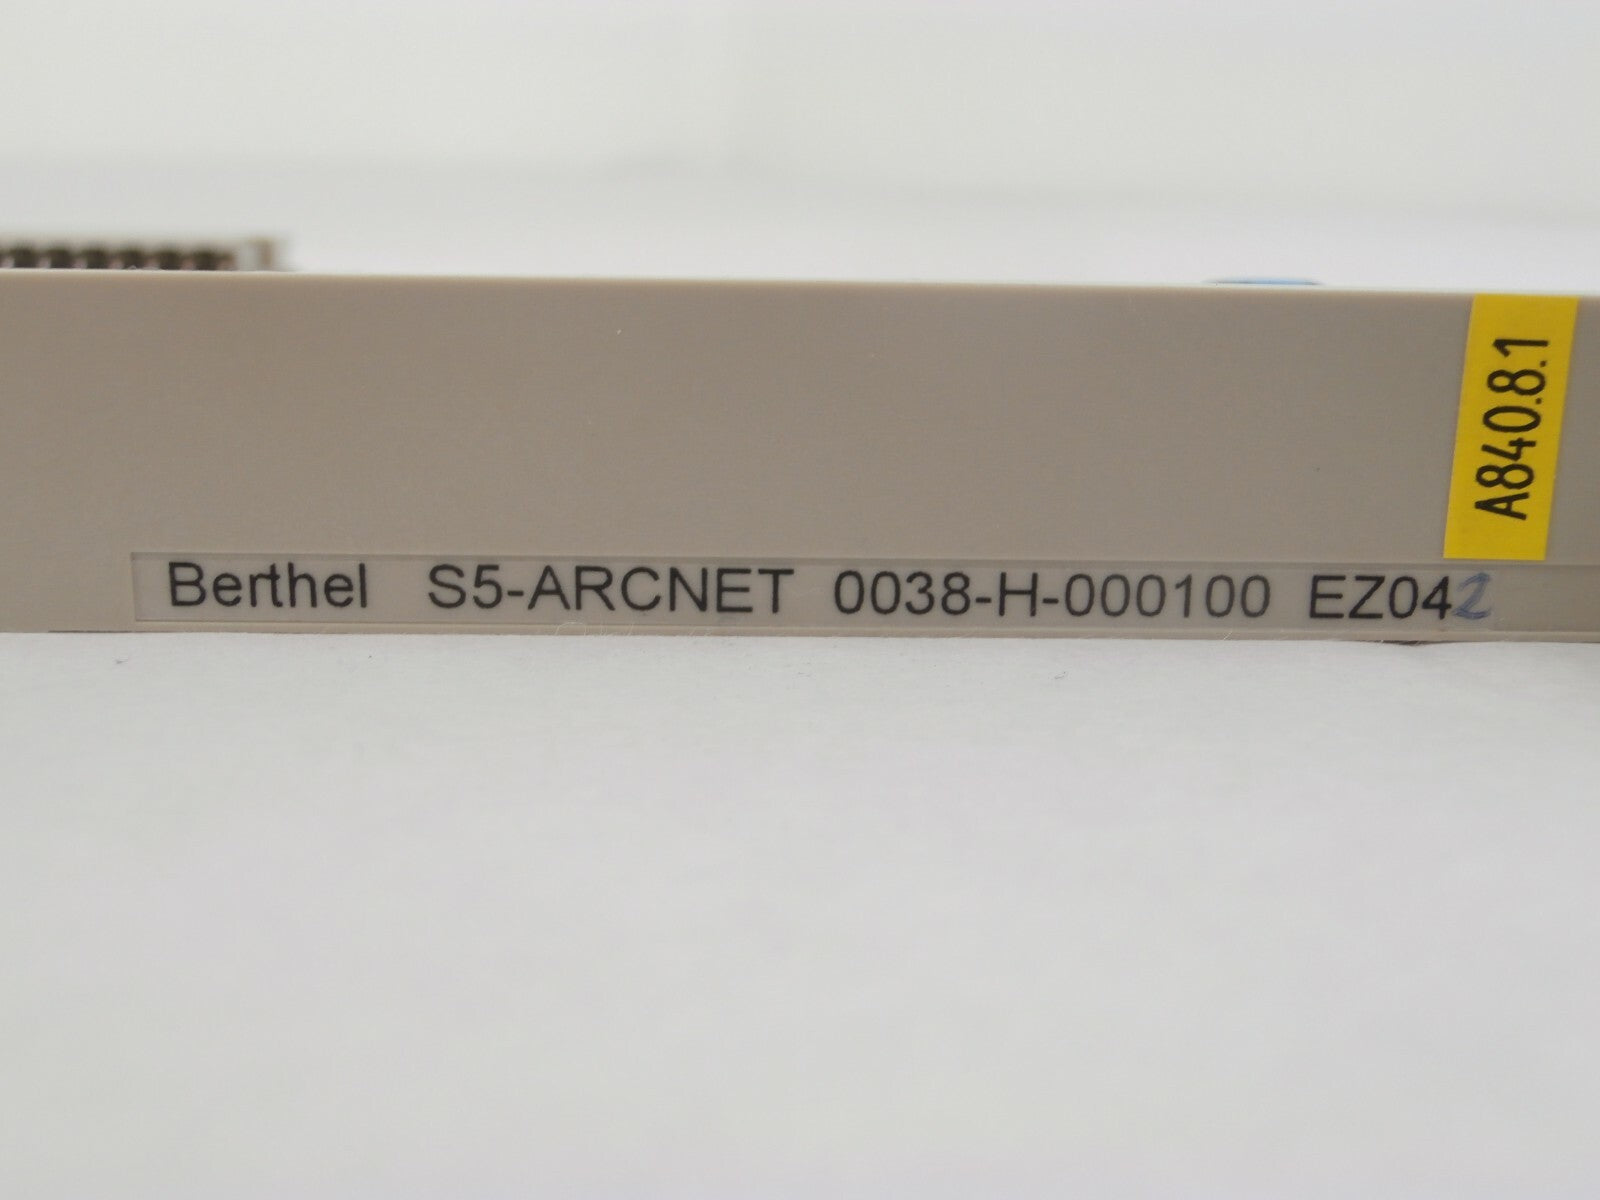 A840.8.1
Berthel S5-ARCNET 0038-H-000100 EZ042